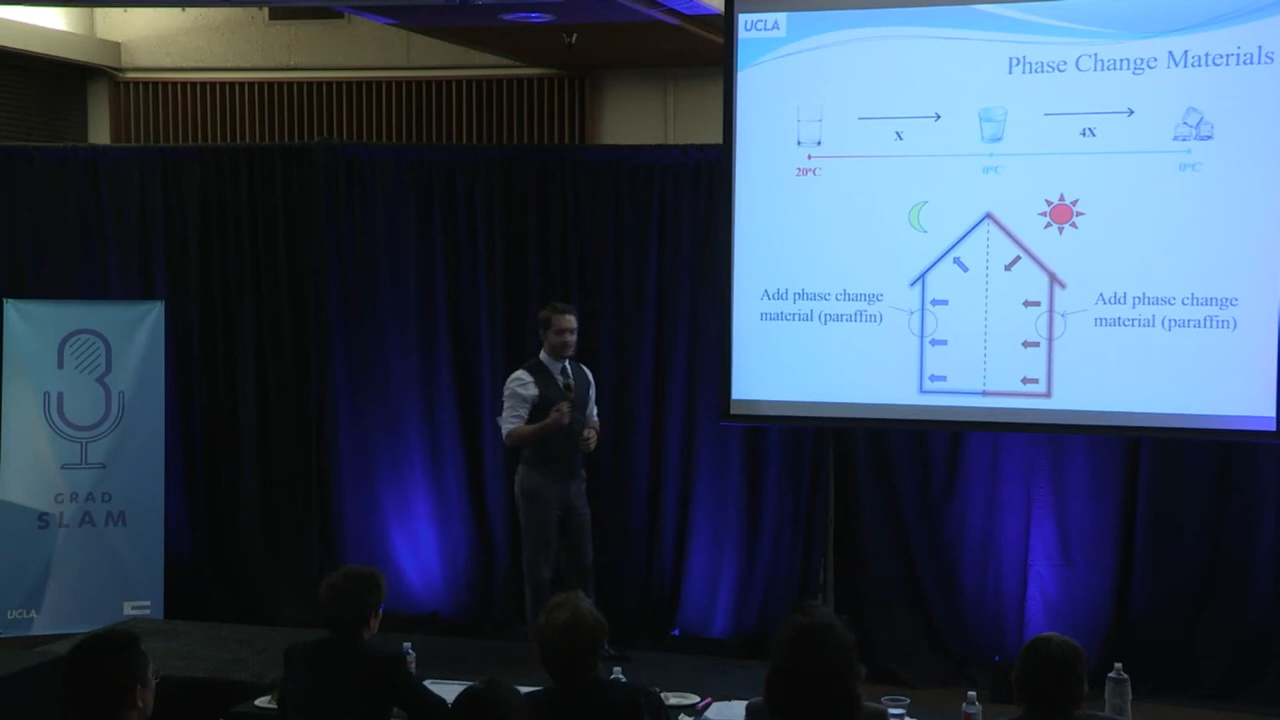 UCLA
Phase Change Materials
X
4X
20°C
0°C
0°C
Add phase change
material (paraffin)
Add phase change
material (paraffin)
3
GRAD
SLAM
UCLA